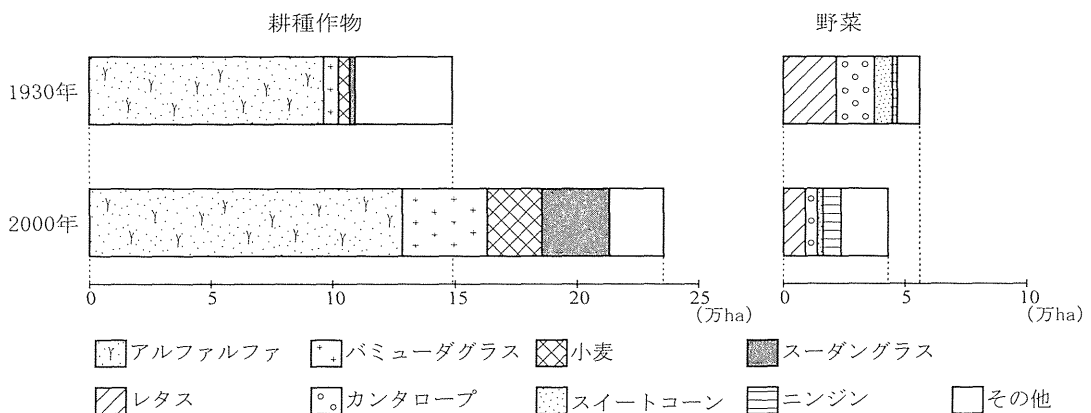 耕種作物 野菜
1930年
2000年
0 5 10 15 20 25 0 5 10
(万ha) (万ha)
アルファルファ バミューダグラス 小麦 スーダングラス
レタス カンタロープ スイートコーン ニンジン その他